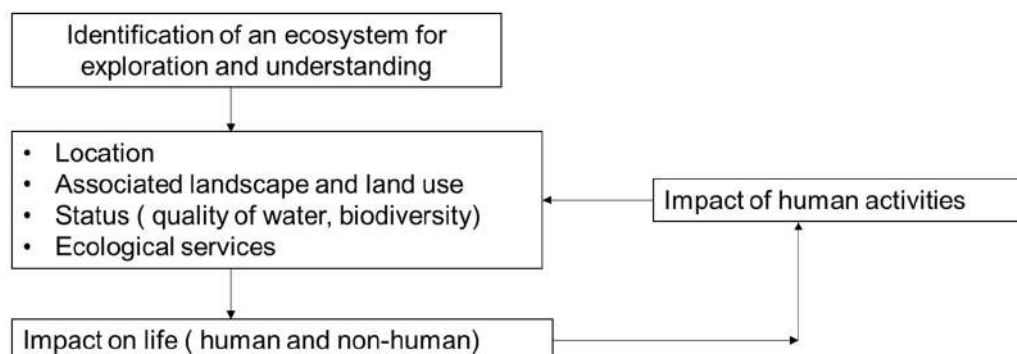 Identification of an ecosystem for
exploration and understanding
• Location
• Associated landscape and land use
• Status ( quality of water, biodiversity)
• Ecological services
Impact of human activities
Impact on life ( human and non-human)